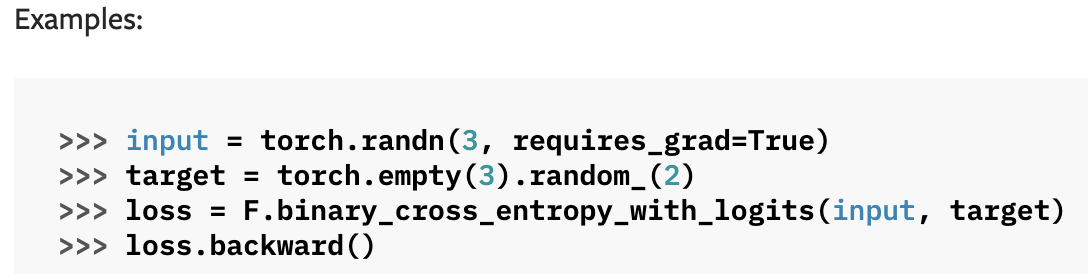 Examples:
>>> input = torch.randn(3, requires_grad=True)
>>> target = torch.empty(3).random_(2)
>>> loss = F.binary_cross_entropy_with_logits(input, target)
>>> loss.backward()